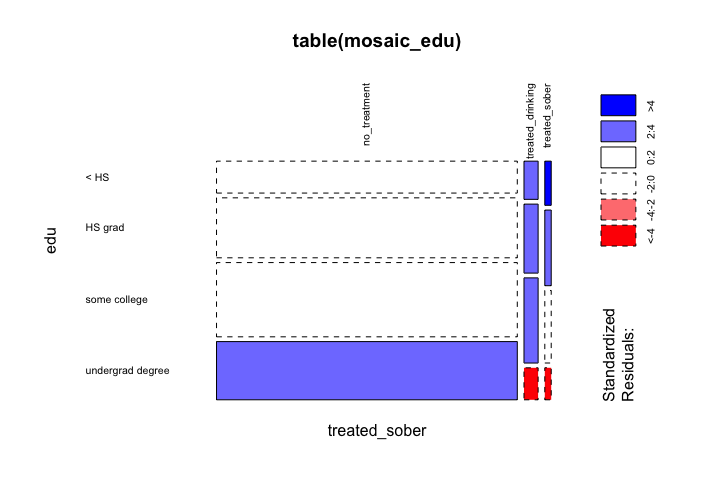 table(mosaic_edu)
no_treatment
treated_drinking
treated_sober
< HS
HS grad
some college
undergrad degree
edu
treated_sober
>4
2:4
0:2
-2:0
-4:-2
<-4
Standardized
Residuals: